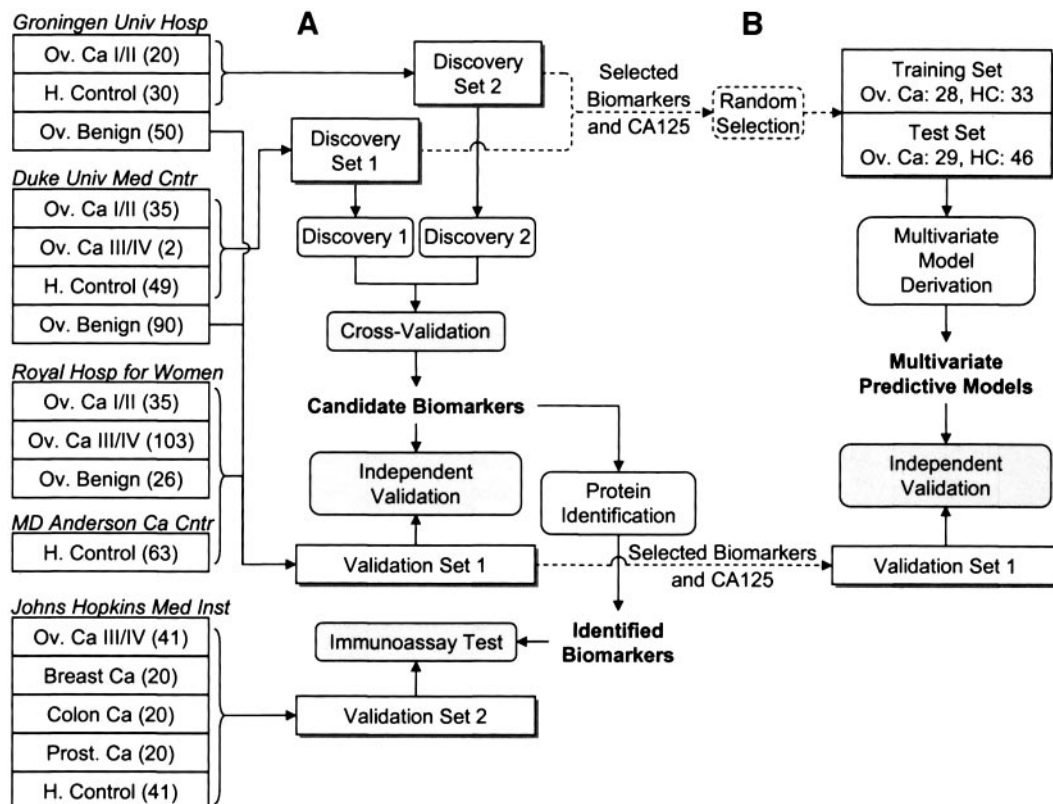 Groningen Univ Hosp
Ov. Ca I/II (20)
H. Control (30)
Ov. Benign (50)
Duke Univ Med Cntr
Ov. Ca I/II (35)
Ov. Ca III/IV (2)
H. Control (49)
Ov. Benign (90)
Royal Hosp for Women
Ov. Ca I/II (35)
Ov. Ca III/IV (103)
Ov. Benign (26)
MD Anderson Ca Cntr
H. Control (63)
Johns Hopkins Med Inst
Ov. Ca III/IV (41)
Breast Ca (20)
Colon Ca (20)
Prost. Ca (20)
H. Control (41)
A
Discovery
Set 2
Discovery
Set 1
Discovery 1
Discovery 2
Cross-Validation
Candidate Biomarkers
Independent
Validation
Protein
Identification
Validation Set 1
Identified
Biomarkers
Immunoassay Test
Validation Set 2
Selected
Biomarkers
and CA125
Selected Biomarkers
and CA125
B
Random
Selection
Training Set
Ov. Ca: 28, HC: 33
Test Set
Ov. Ca: 29, HC: 46
Multivariate
Model
Derivation
Multivariate
Predictive Models
Independent
Validation
Validation Set 1